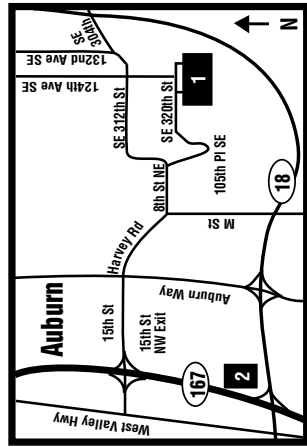 Auburn
West Valley Hwy
167
2
15th St
NW Exit
15th St
Auburn Way
Harvey Rd
M St
18
8th St NE
105th Pl SE
SE 312th St
SE 320th St
1
124th Ave SE
132nd Ave SE
SE
304th
N